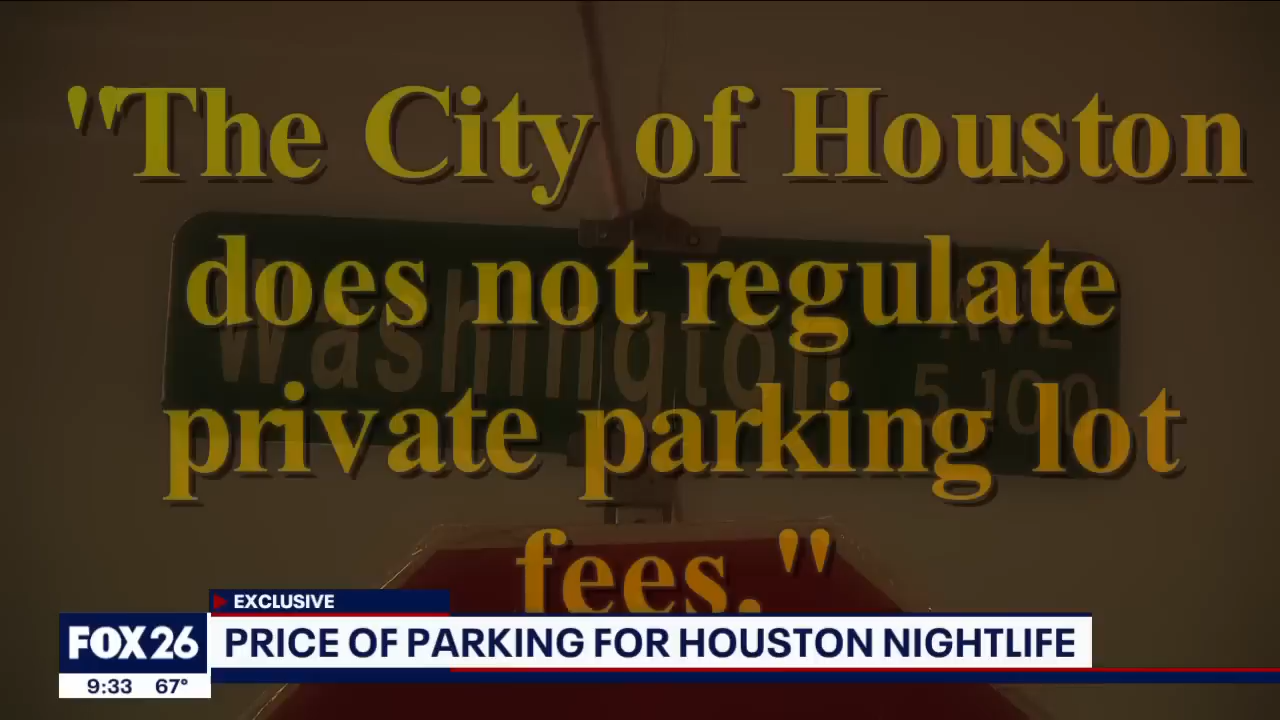 "The City of Houston
does not regulate
private parking lot
fees."
Washington AVE
5100
EXCLUSIVE
FOX 26
PRICE OF PARKING FOR HOUSTON NIGHTLIFE
9:33 67°